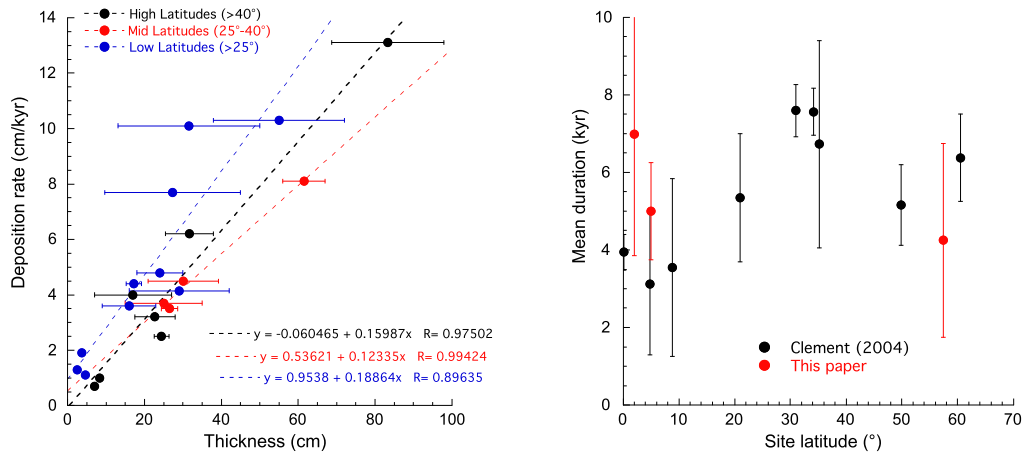 High Latitudes (>40°)
Mid Latitudes (25°-40°)
Low Latitudes (>25°)
14
12
10
8
6
4
2
0
Deposition rate (cm/kyr)
y = -0.060465 + 0.15987x R= 0.97502
y = 0.53621 + 0.12335x R= 0.99424
y = 0.9538 + 0.18864x R= 0.89635
0 20 40 60 80 100
Thickness (cm)
10
8
6
4
2
0
Mean duration (kyr)
Clement (2004)
This paper
0 10 20 30 40 50 60 70
Site latitude (°)